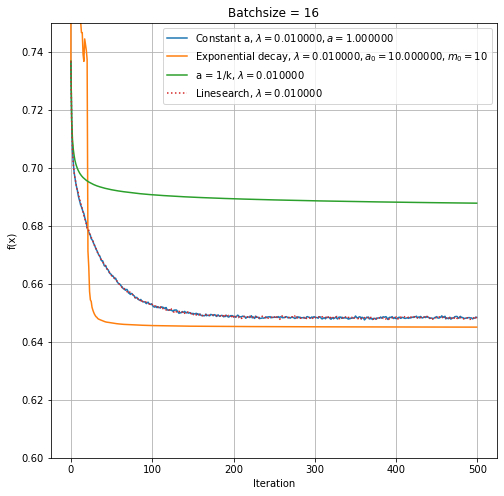 Batchsize = 16
Constant a, λ = 0.010000, a = 1.000000
Exponential decay, λ = 0.010000, a₀ = 10.000000, m₀ = 10
a = 1/k, λ = 0.010000
Linesearch, λ = 0.010000
f(x)
0.74
0.72
0.70
0.68
0.66
0.64
0.62
0.60
0
100
200
300
400
500
Iteration